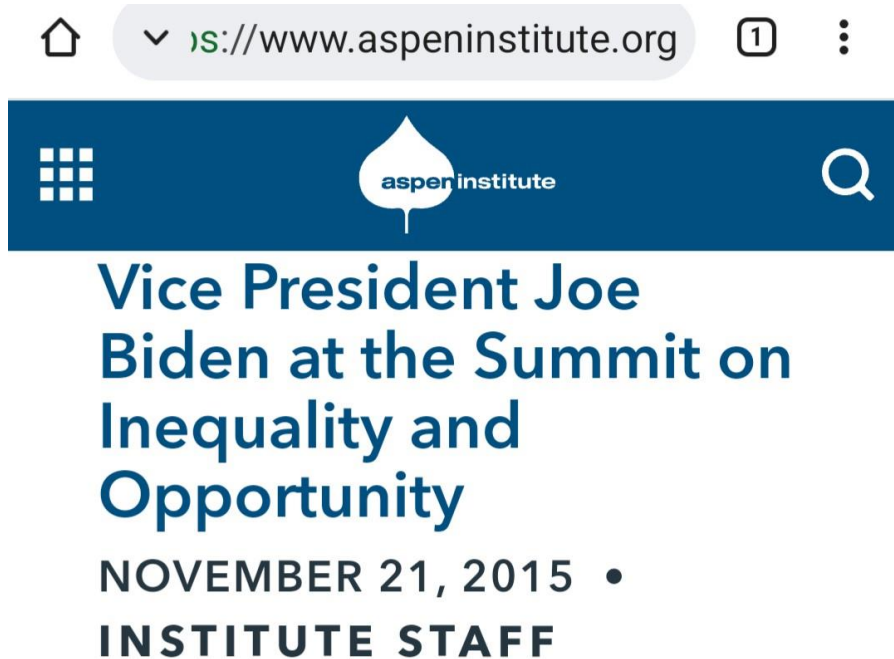 s://www.aspeninstitute.org 1
aspen institute
Vice President Joe
Biden at the Summit on
Inequality and
Opportunity
NOVEMBER 21, 2015 •
INSTITUTE STAFF